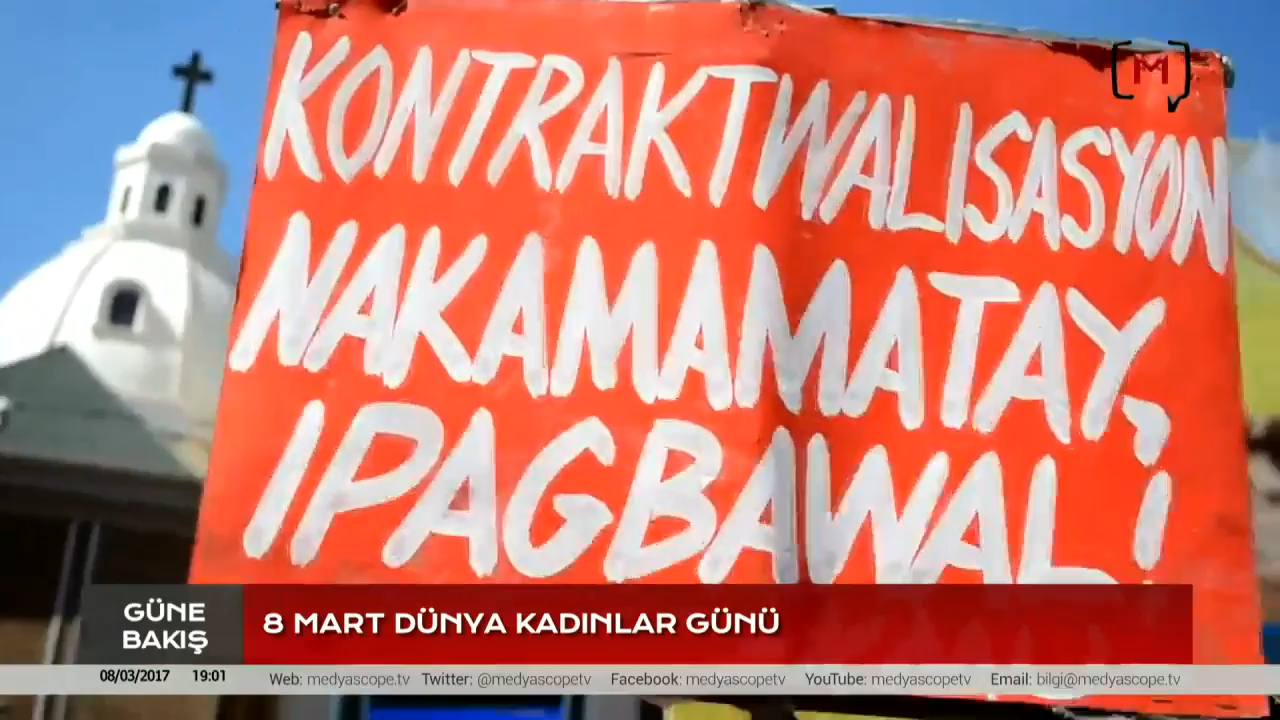 M
KONTRAKTWALISASYON
NAKAMAMATAY,
IPAGBAWAL!
GÜNE
BAKIŞ
8 MART DÜNYA KADINLAR GÜNÜ
08/03/2017 19:01 Web: medyascope.tv Twitter: @medyascopetv Facebook: medyascopetv YouTube: medyascopetv Email: bilgi@medyascope.tv